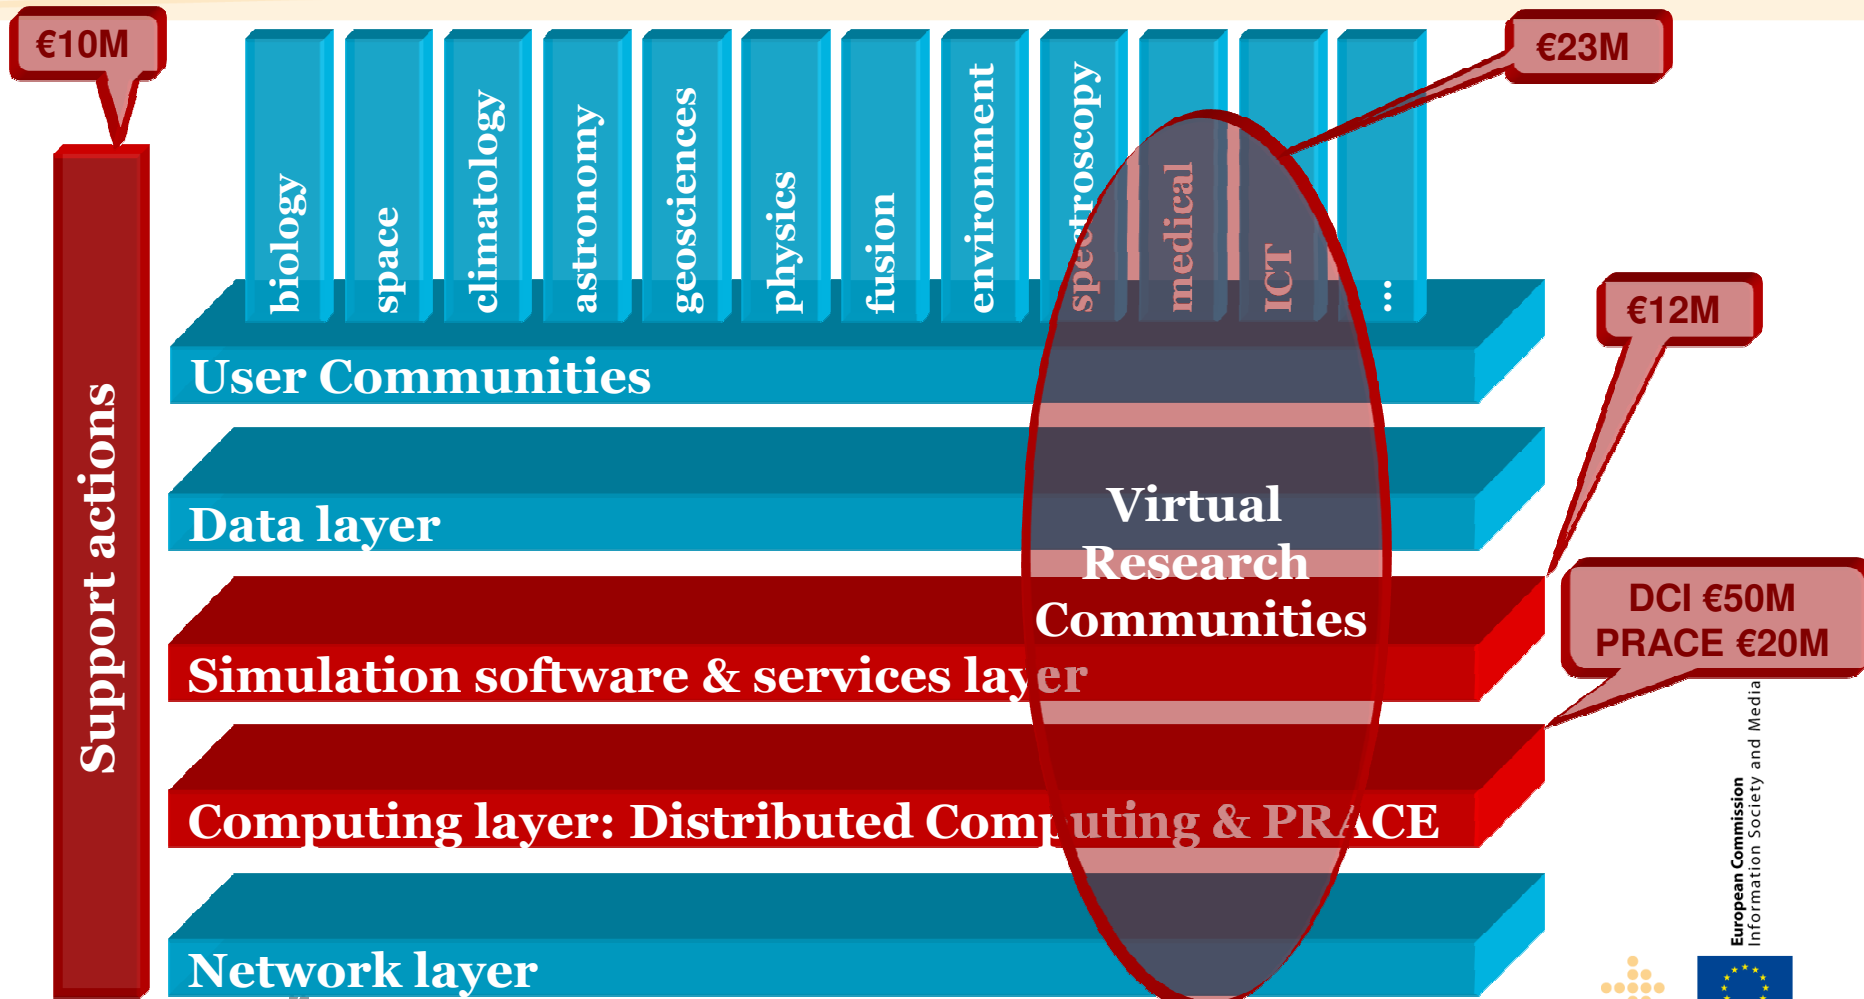 €10M
€23M
biology
space
climatology
astronomy
geosciences
physics
fusion
environment
spectroscopy
medical
ICT
...
€12M
User Communities
Support actions
Data layer
Virtual
Research
Communities
DCI €50M
PRACE €20M
Simulation software & services layer
Computing layer: Distributed Computing & PRACE
European Commission
Information Society and Media
Network layer